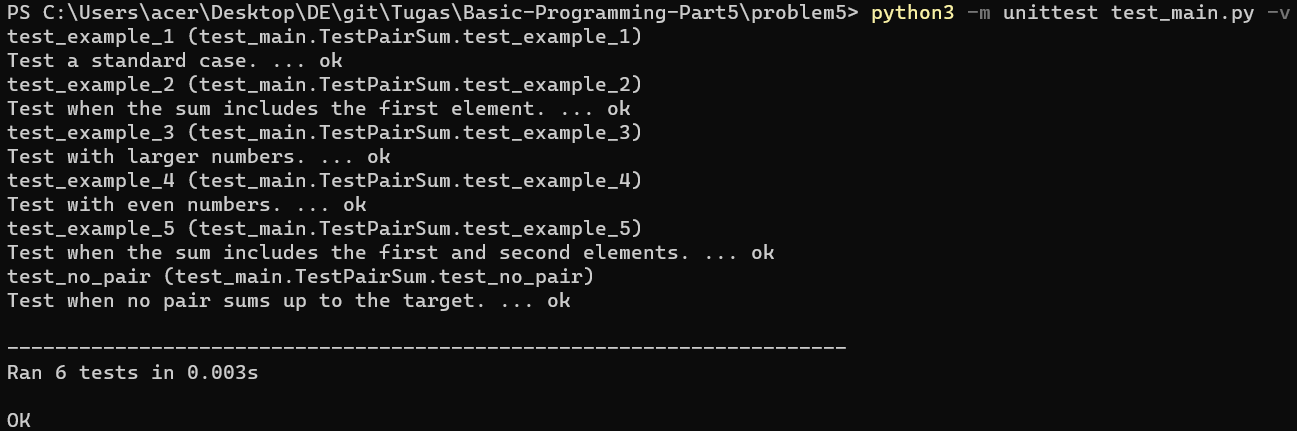 PS C:\Users\acer\Desktop\DE\git\Tugas\Basic-Programming-Part5\problem5> python3 -m unittest test_main.py -v
test_example_1 (test_main.TestPairSum.test_example_1)
Test a standard case. ... ok
test_example_2 (test_main.TestPairSum.test_example_2)
Test when the sum includes the first element. ... ok
test_example_3 (test_main.TestPairSum.test_example_3)
Test with larger numbers. ... ok
test_example_4 (test_main.TestPairSum.test_example_4)
Test with even numbers. ... ok
test_example_5 (test_main.TestPairSum.test_example_5)
Test when the sum includes the first and second elements. ... ok
test_no_pair (test_main.TestPairSum.test_no_pair)
Test when no pair sums up to the target. ... ok
----------------------------------------------------------------------
Ran 6 tests in 0.003s
OK